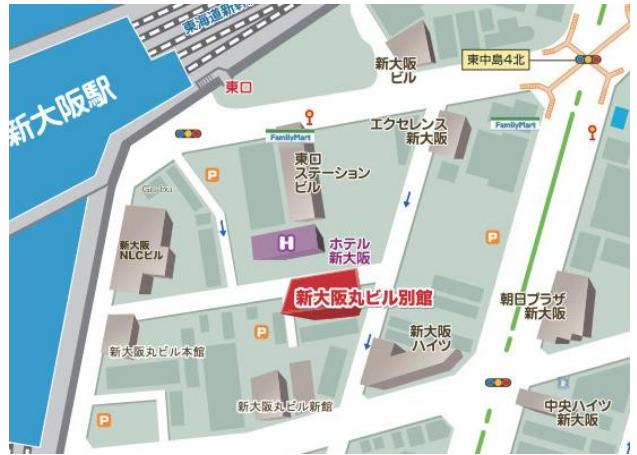 東海道新幹
新大阪駅
東口
新大阪
ビル
東中島4北
FamilyMart
エクセレンス
新大阪
FamilyMart
東口
ステーション
ビル
P
H
ホテル
新大阪
P
新大阪
NLCビル
新大阪丸ビル別館
朝日プラザ
新大阪
P
新大阪
ハイツ
新大阪丸ビル本館
新大阪丸ビル新館
P
中央ハイツ
新大阪